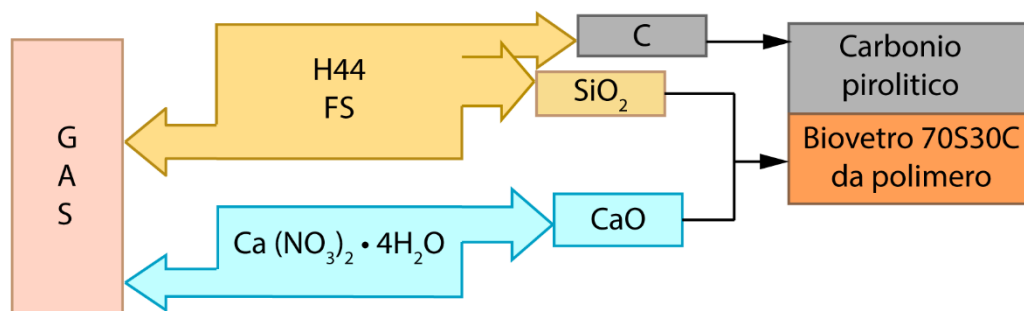 G
A
S
H44
FS
C
SiO₂
Ca (NO₃)₂ • 4H₂O
CaO
Carbonio
pirolitico
Biovetro 70S30C
da polimero